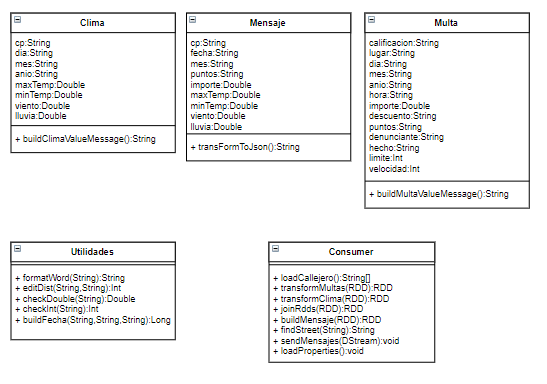 Clima
cp:String
dia:String
mes:String
anio:String
maxTemp:Double
minTemp:Double
viento:Double
lluvia:Double
+ buildClimaValueMessage():String
Mensaje
cp:String
fecha:String
mes:String
puntos:String
importe:Double
maxTemp:Double
minTemp:Double
viento:Double
lluvia:Double
+ transFormToJson():String
Multa
calificacion:String
lugar:String
dia:String
mes:String
anio:String
hora:String
importe:Double
descuento:String
puntos:String
denunciante:String
hecho:String
limite:Int
velocidad:Int
+ buildMultaValueMessage():String
Utilidades
+ formatWord(String):String
+ editDist(String,String):Int
+ checkDouble(String):Double
+ checkInt(String):Int
+ buildFecha(String,String,String):Long
Consumer
+ loadCallejero():String[]
+ transformMultas(RDD):RDD
+ transformClima(RDD):RDD
+ joinRdds(RDD):RDD
+ buildMensaje(RDD):RDD
+ findStreet(String):String
+ sendMensajes(DStream):void
+ loadProperties():void